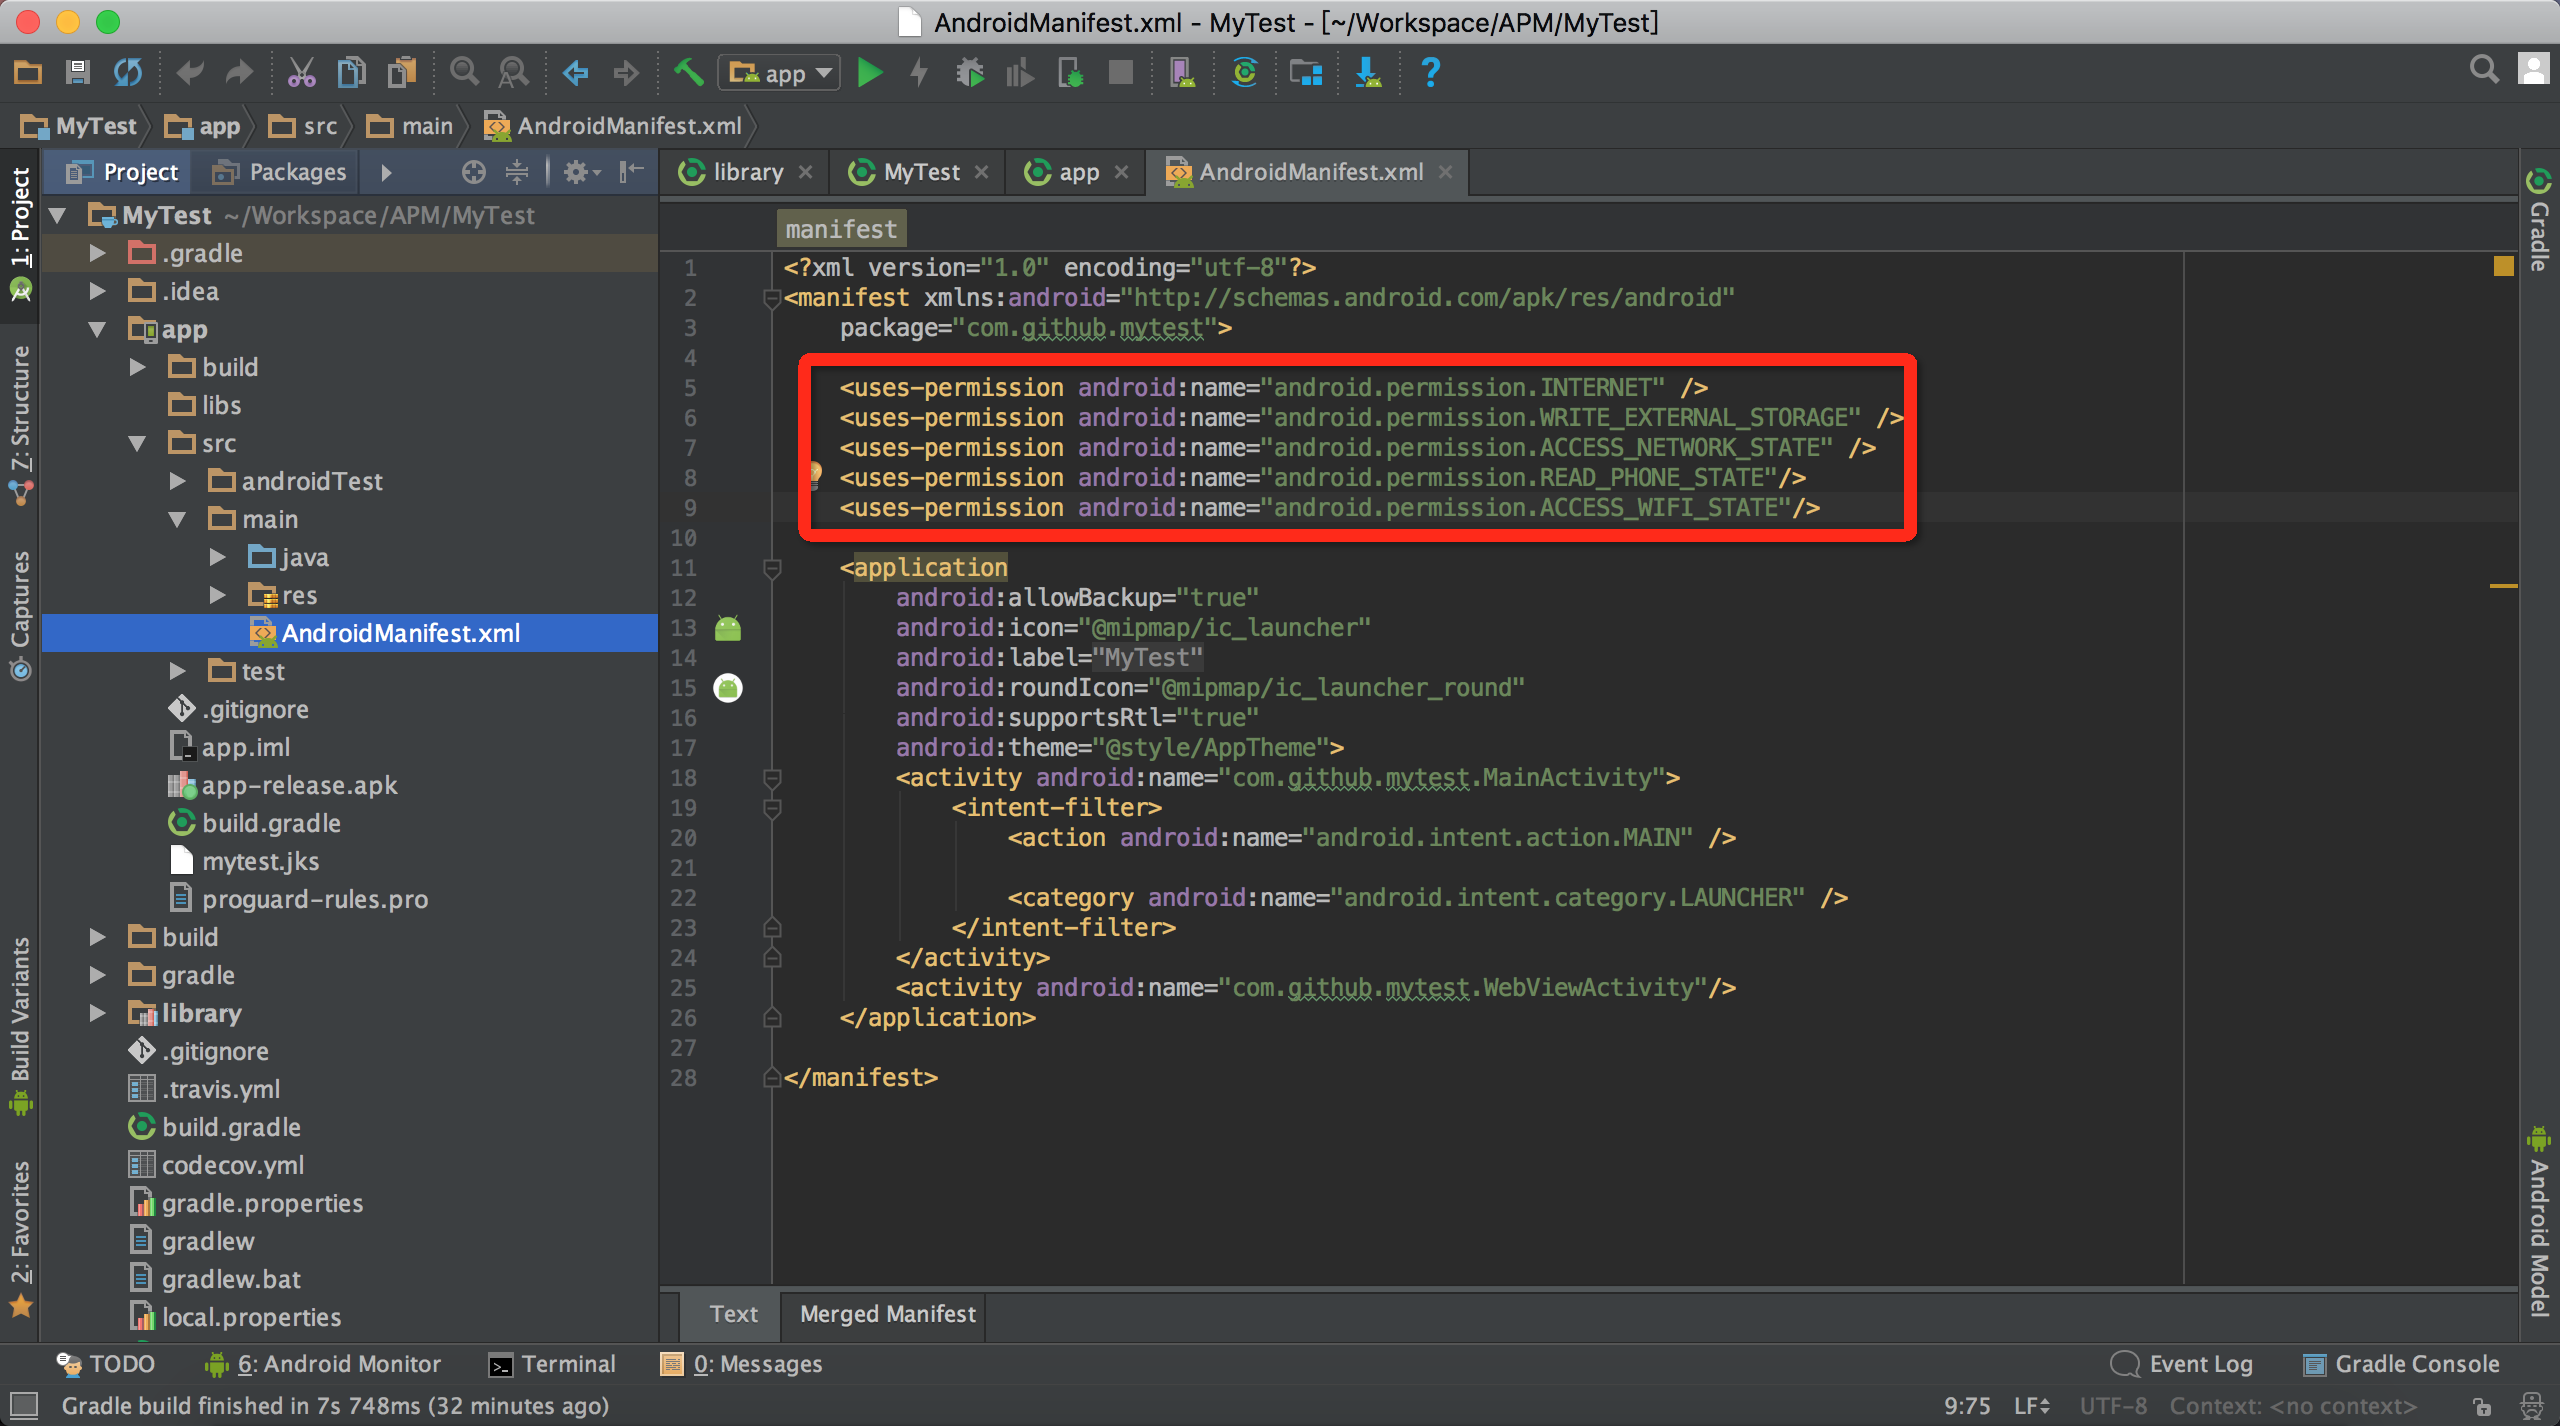 AndroidManifest.xml - MyTest - [~/Workspace/APM/MyTest]
app
MyTest app src main AndroidManifest.xml
Project Packages
library MyTest app AndroidManifest.xml
1: Project
7: Structure
Captures
Build Variants
2: Favorites
MyTest ~/Workspace/APM/MyTest
.gradle
.idea
app
build
libs
src
androidTest
main
java
res
AndroidManifest.xml
test
.gitignore
app.iml
app-release.apk
build.gradle
mytest.jks
proguard-rules.pro
build
gradle
library
.gitignore
.travis.yml
build.gradle
codecov.yml
gradle.properties
gradlew
gradlew.bat
local.properties
manifest
1 <?xml version="1.0" encoding="utf-8"?>
2 <manifest xmlns:android="http://schemas.android.com/apk/res/android"
3 package="com.github.mytest">
4
5 <uses-permission android:name="android.permission.INTERNET" />
6 <uses-permission android:name="android.permission.WRITE_EXTERNAL_STORAGE" />
7 <uses-permission android:name="android.permission.ACCESS_NETWORK_STATE" />
8 <uses-permission android:name="android.permission.READ_PHONE_STATE"/>
9 <uses-permission android:name="android.permission.ACCESS_WIFI_STATE"/>
10
11 <application
12 android:allowBackup="true"
13 android:icon="@mipmap/ic_launcher"
14 android:label="MyTest"
15 android:roundIcon="@mipmap/ic_launcher_round"
16 android:supportsRtl="true"
17 android:theme="@style/AppTheme">
18 <activity android:name="com.github.mytest.MainActivity">
19 <intent-filter>
20 <action android:name="android.intent.action.MAIN" />
21
22 <category android:name="android.intent.category.LAUNCHER" />
23 </intent-filter>
24 </activity>
25 <activity android:name="com.github.mytest.WebViewActivity"/>
26 </application>
27
28 </manifest>
Text Merged Manifest
Gradle
Android Model
TODO 6: Android Monitor Terminal 0: Messages Event Log Gradle Console
Gradle build finished in 7s 748ms (32 minutes ago) 9:75 LF UTF-8 Context: <no context>